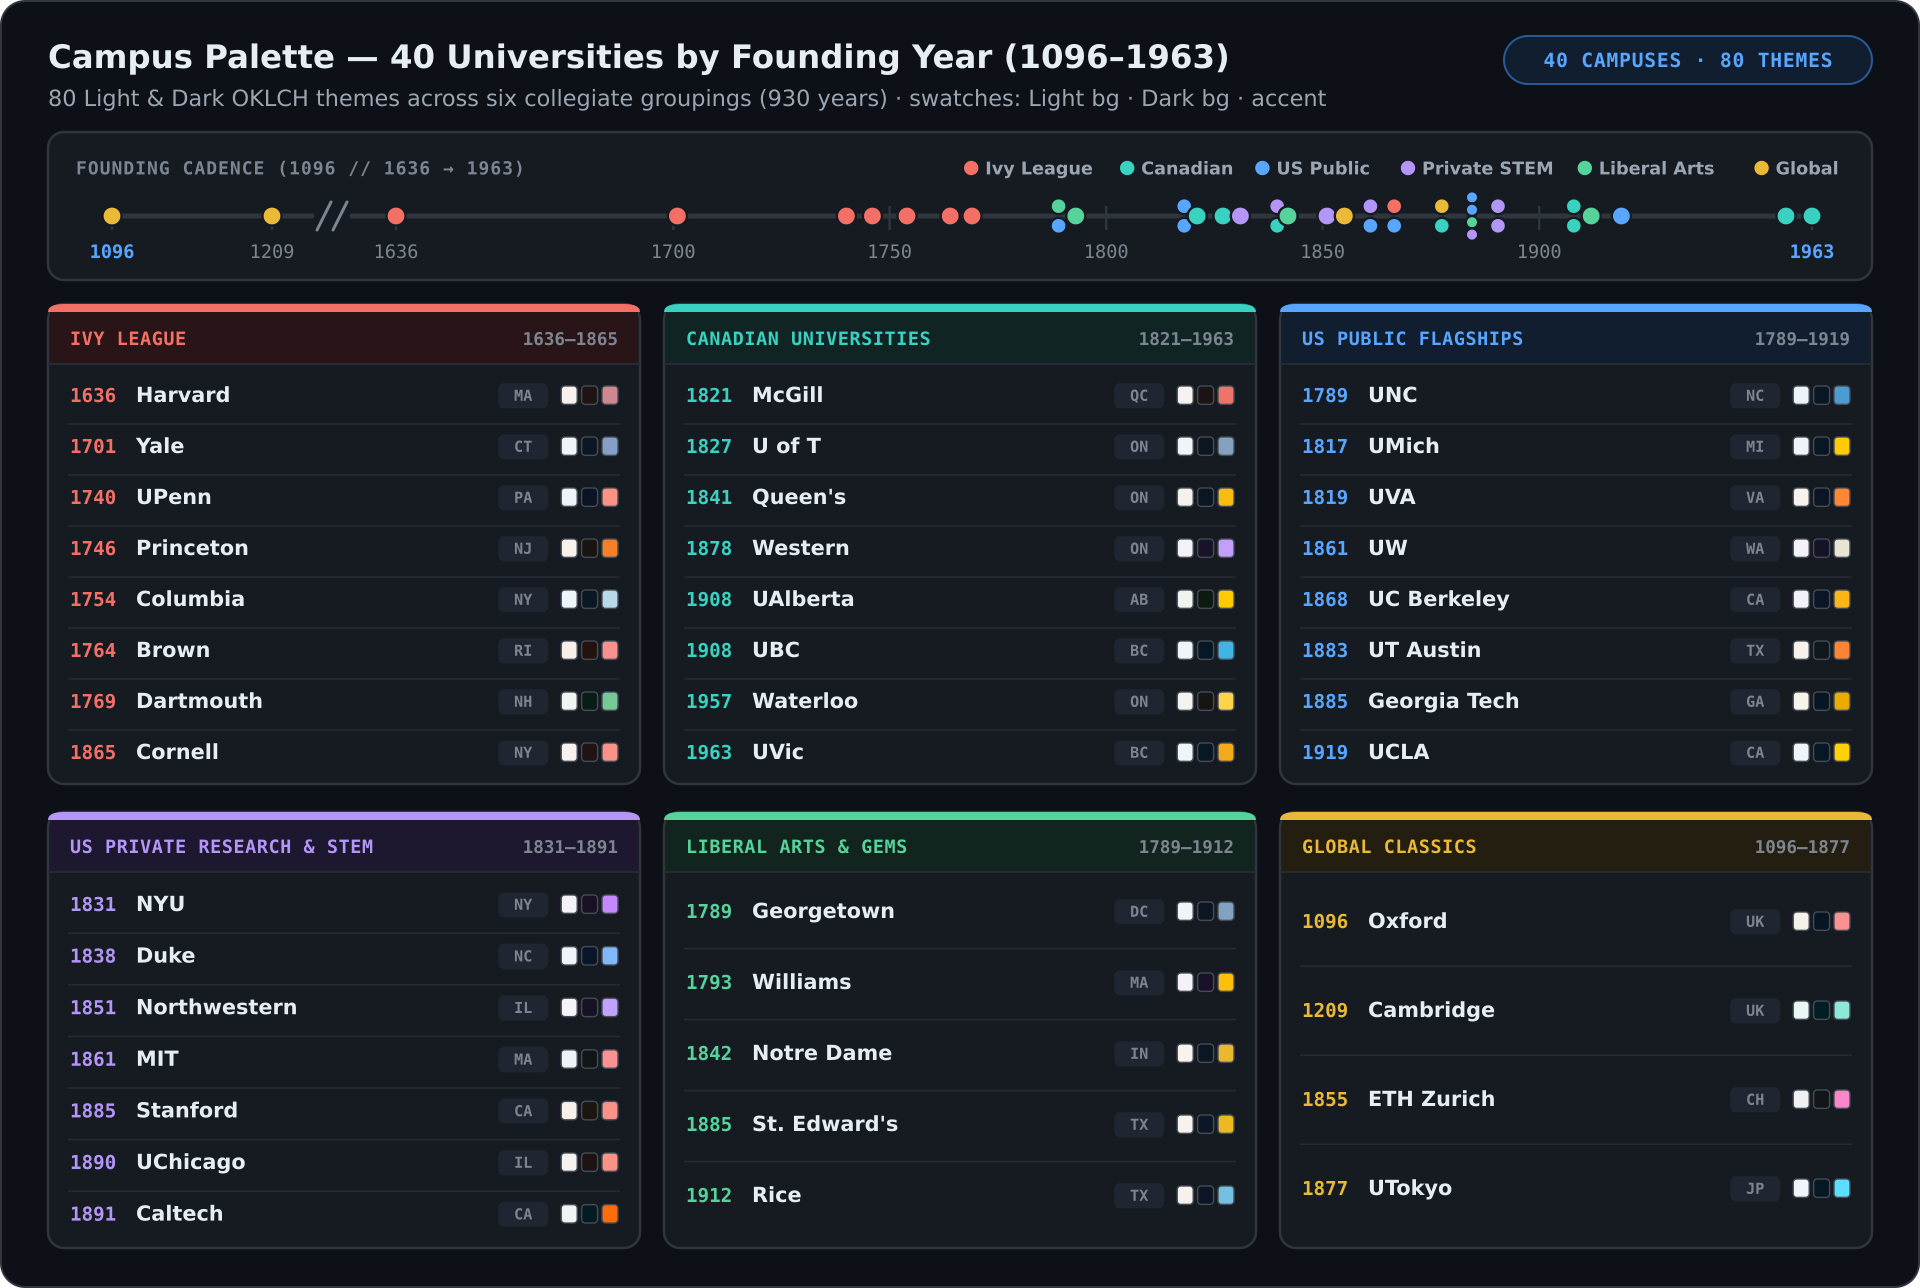 Campus Palette — 40 Universities by Founding Year (1096–1963)
40 CAMPUSES · 80 THEMES
80 Light & Dark OKLCH themes across six collegiate groupings (930 years) · swatches: Light bg · Dark bg · accent
FOUNDING CADENCE (1096 // 1636 → 1963)
Ivy League Canadian US Public Private STEM Liberal Arts Global
1096 1209 1636 1700 1750 1800 1850 1900 1963
IVY LEAGUE 1636–1865
1636 Harvard MA
1701 Yale CT
1740 UPenn PA
1746 Princeton NJ
1754 Columbia NY
1764 Brown RI
1769 Dartmouth NH
1865 Cornell NY
CANADIAN UNIVERSITIES 1821–1963
1821 McGill QC
1827 U of T ON
1841 Queen's ON
1878 Western ON
1908 UAlberta AB
1908 UBC BC
1957 Waterloo ON
1963 UVic BC
US PUBLIC FLAGSHIPS 1789–1919
1789 UNC NC
1817 UMich MI
1819 UVA VA
1861 UW WA
1868 UC Berkeley CA
1883 UT Austin TX
1885 Georgia Tech GA
1919 UCLA CA
US PRIVATE RESEARCH & STEM 1831–1891
1831 NYU NY
1838 Duke NC
1851 Northwestern IL
1861 MIT MA
1885 Stanford CA
1890 UChicago IL
1891 Caltech CA
LIBERAL ARTS & GEMS 1789–1912
1789 Georgetown DC
1793 Williams MA
1842 Notre Dame IN
1885 St. Edward's TX
1912 Rice TX
GLOBAL CLASSICS 1096–1877
1096 Oxford UK
1209 Cambridge UK
1855 ETH Zurich CH
1877 UTokyo JP